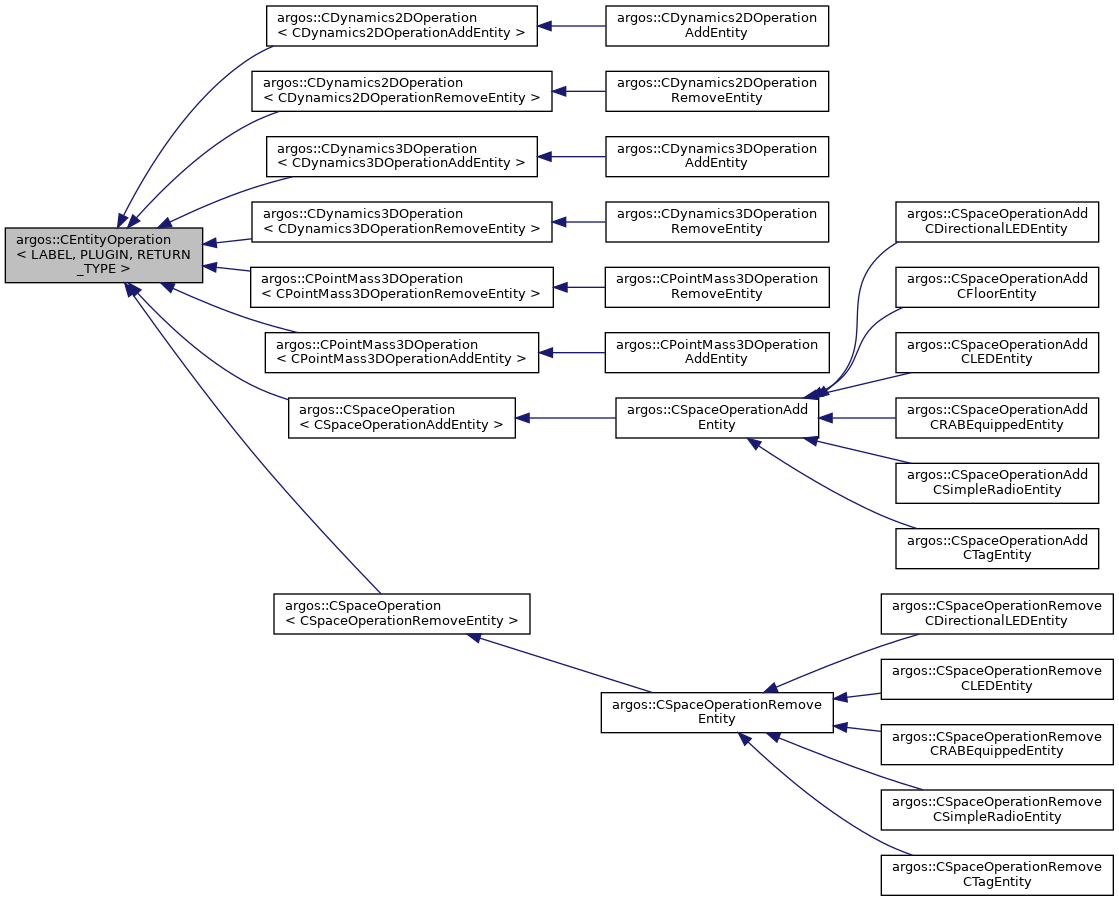 argos::CDynamics2DOperation
< CDynamics2DOperationAddEntity >
argos::CDynamics2DOperation
AddEntity
argos::CDynamics2DOperation
< CDynamics2DOperationRemoveEntity >
argos::CDynamics2DOperation
RemoveEntity
argos::CDynamics3DOperation
< CDynamics3DOperationAddEntity >
argos::CDynamics3DOperation
AddEntity
argos::CEntityOperation
< LABEL, PLUGIN, RETURN
_TYPE >
argos::CDynamics3DOperation
< CDynamics3DOperationRemoveEntity >
argos::CDynamics3DOperation
RemoveEntity
argos::CPointMass3DOperation
< CPointMass3DOperationRemoveEntity >
argos::CPointMass3DOperation
RemoveEntity
argos::CPointMass3DOperation
< CPointMass3DOperationAddEntity >
argos::CPointMass3DOperation
AddEntity
argos::CSpaceOperation
< CSpaceOperationAddEntity >
argos::CSpaceOperationAdd
Entity
argos::CSpaceOperationAdd
CDirectionalLEDEntity
argos::CSpaceOperationAdd
CFloorEntity
argos::CSpaceOperationAdd
CLEDEntity
argos::CSpaceOperationAdd
CRABEquippedEntity
argos::CSpaceOperationAdd
CSimpleRadioEntity
argos::CSpaceOperationAdd
CTagEntity
argos::CSpaceOperation
< CSpaceOperationRemoveEntity >
argos::CSpaceOperationRemove
Entity
argos::CSpaceOperationRemove
CDirectionalLEDEntity
argos::CSpaceOperationRemove
CLEDEntity
argos::CSpaceOperationRemove
CRABEquippedEntity
argos::CSpaceOperationRemove
CSimpleRadioEntity
argos::CSpaceOperationRemove
CTagEntity